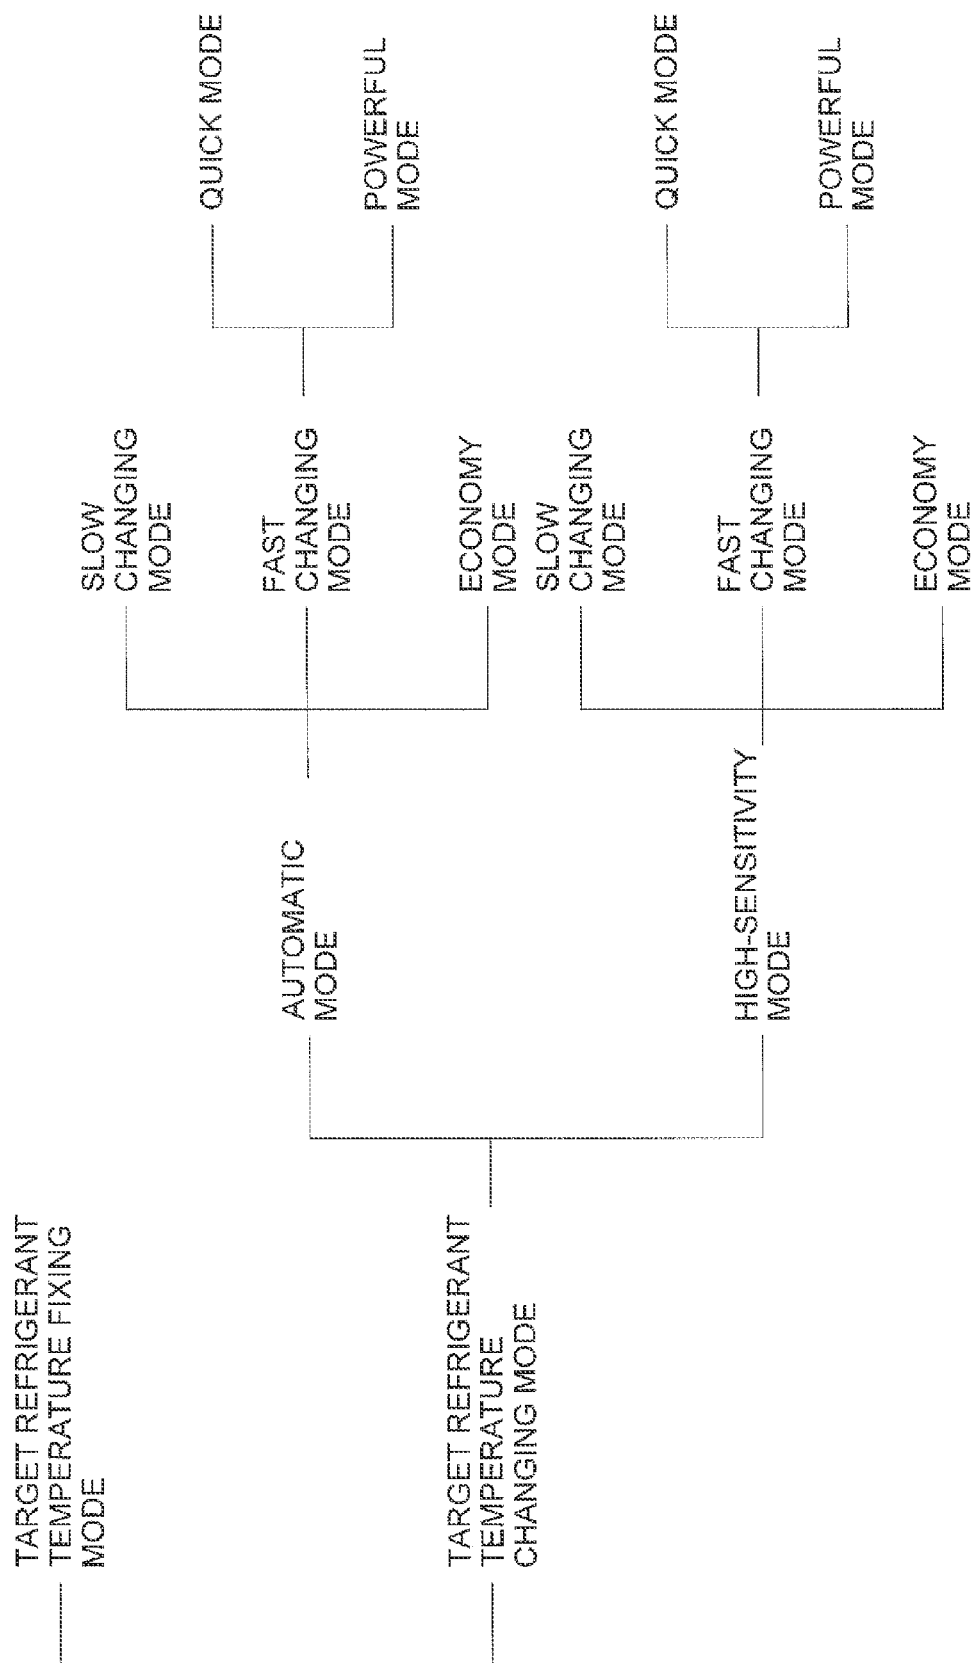 TARGET REFRIGERANT
TEMPERATURE FIXING
MODE
TARGET REFRIGERANT
TEMPERATURE
CHANGING MODE
AUTOMATIC
MODE
SLOW
CHANGING
MODE
FAST
CHANGING
MODE
QUICK MODE
POWERFUL
MODE
ECONOMY
MODE
HIGH-SENSITIVITY
MODE
SLOW
CHANGING
MODE
FAST
CHANGING
MODE
QUICK MODE
POWERFUL
MODE
ECONOMY
MODE